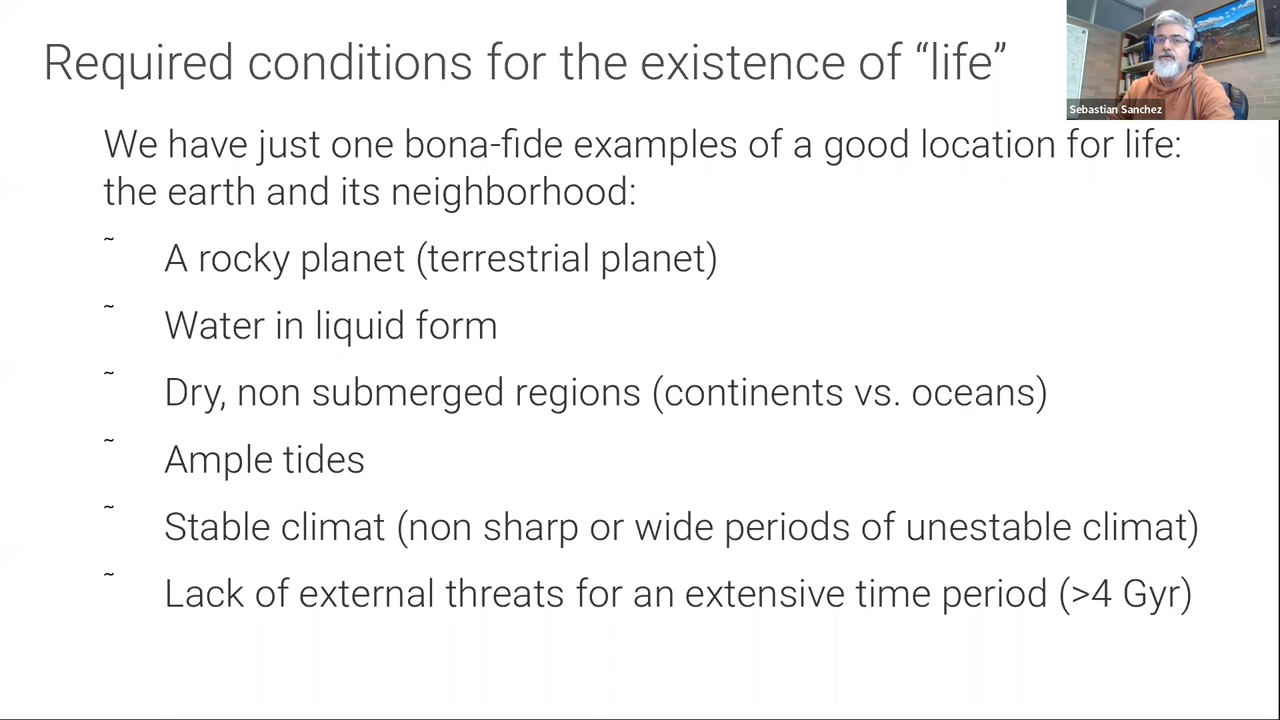 Required conditions for the existence of “life”
Sebastian Sanchez
We have just one bona-fide examples of a good location for life:
the earth and its neighborhood:
~ A rocky planet (terrestrial planet)
~ Water in liquid form
~ Dry, non submerged regions (continents vs. oceans)
~ Ample tides
~ Stable climat (non sharp or wide periods of unestable climat)
~ Lack of external threats for an extensive time period (>4 Gyr)